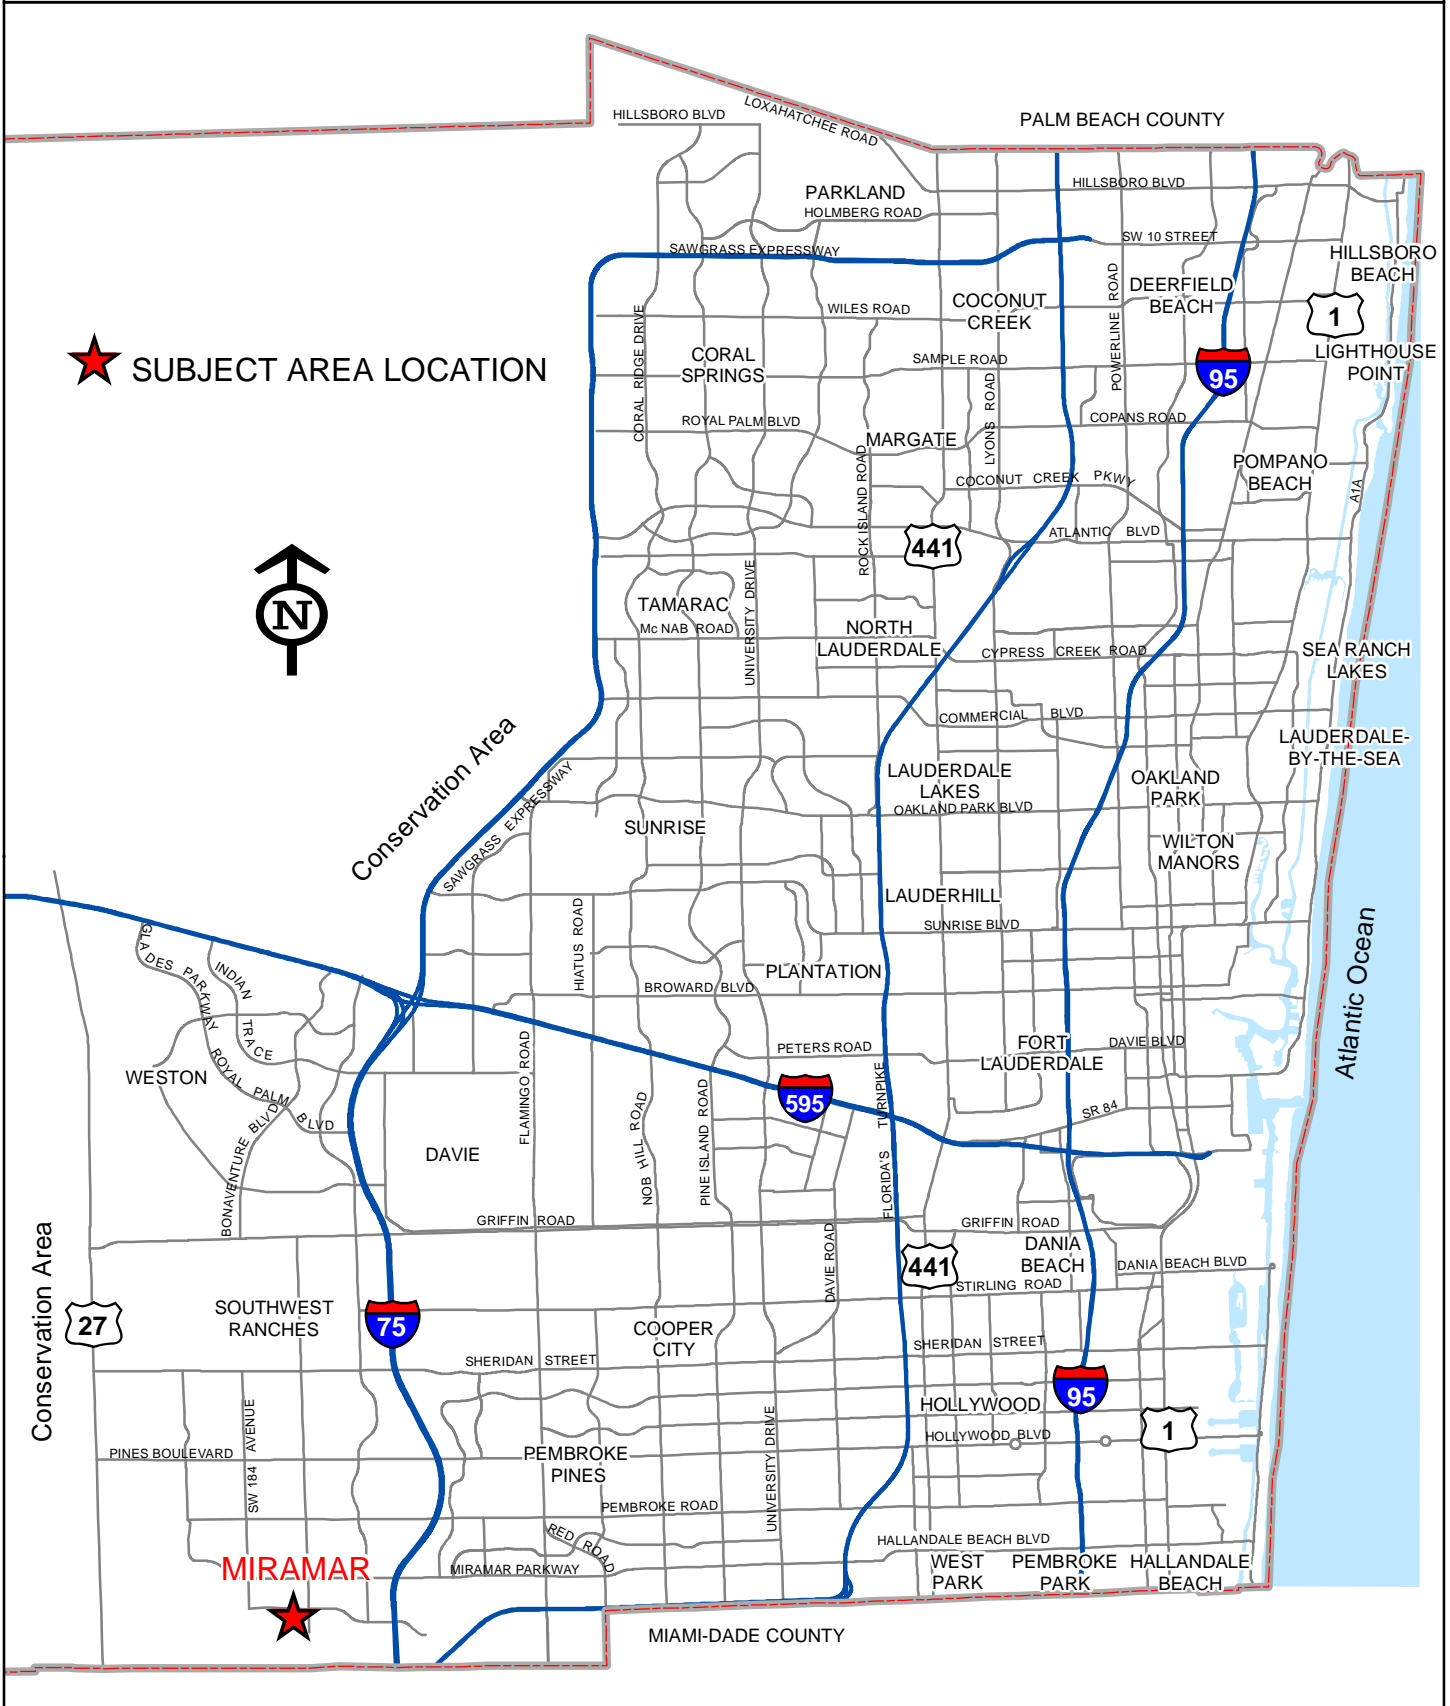 HILLSBORO BLVD
LOXAHATCHEE ROAD
PALM BEACH COUNTY
PARKLAND
HOLMBERG ROAD
HILLSBORO BLVD
SAWGRASS EXPRESSWAY
SW 10 STREET
HILLSBORO
BEACH
DEERFIELD
BEACH
COCONUT
CREEK
WILES ROAD
POWERLINE ROAD
1
CORAL RIDGE DRIVE
CORAL
SPRINGS
SAMPLE ROAD
LIGHTHOUSE
POINT
SUBJECT AREA LOCATION
95
LYONS ROAD
ROYAL PALM BLVD
COPANS ROAD
MARGATE
ROCK ISLAND ROAD
POMPANO
BEACH
COCONUT CREEK PKWY
A1A
441
ATLANTIC BLVD
N
UNIVERSITY DRIVE
TAMARAC
Mc NAB ROAD
NORTH
LAUDERDALE
CYPRESS CREEK ROAD
SEA RANCH
LAKES
COMMERCIAL BLVD
Conservation Area
LAUDERDALE-
BY-THE-SEA
SAWGRASS EXPRESSWAY
LAUDERDALE
LAKES
OAKLAND
PARK
OAKLAND PARK BLVD
SUNRISE
WILTON
MANORS
LAUDERHILL
SUNRISE BLVD
HIATUS ROAD
Atlantic Ocean
GLADES PARKWAY
INDIAN
TRACE
PLANTATION
BROWARD BLVD
FLAMINGO ROAD
PETERS ROAD
FORT
LAUDERDALE
DAVIE BLVD
WESTON
ROYAL PALM
BLVD
BONAVENTURE BLVD
595
FLORIDA'S TURNPIKE
SR 84
NOB HILL ROAD
PINE ISLAND ROAD
DAVIE
GRIFFIN ROAD
GRIFFIN ROAD
DAVIE ROAD
DANIA
BEACH
DANIA BEACH BLVD
441
STIRLING ROAD
Conservation Area
27
SOUTHWEST
RANCHES
75
COOPER
CITY
SHERIDAN STREET
SHERIDAN STREET
95
HOLLYWOOD
1
HOLLYWOOD BLVD
SW 184 AVENUE
UNIVERSITY DRIVE
PINES BOULEVARD
PEMBROKE
PINES
PEMBROKE ROAD
RED ROAD
HALLANDALE BEACH BLVD
MIRAMAR
MIRAMAR PARKWAY
WEST
PARK
PEMBROKE
PARK
HALLANDALE
BEACH
MIAMI-DADE COUNTY